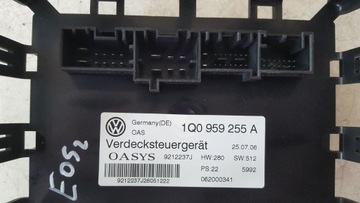 Germany(DE)
OAS
1Q0 959 255 A
Verdecksteuergerät
25.07.06
OASYS 9212237J HW:280 SW:512
PS:22 5992
9212237J28051222
062000341
EOS2